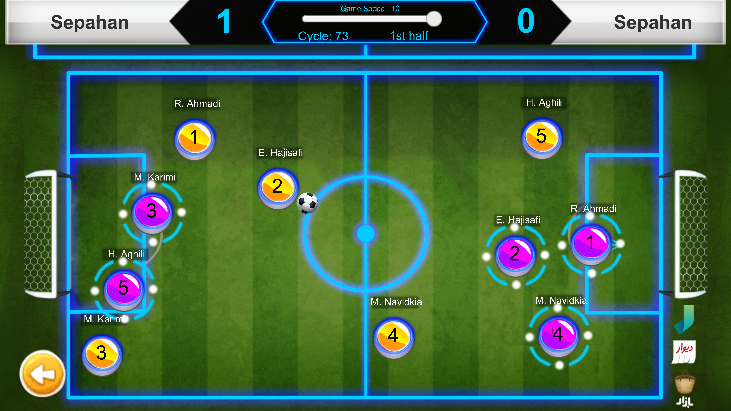 Sepahan
1
Game Speed: 10
0
Sepahan
Cycle: 73
1st half
R. Ahmadi
1
H. Aghili
5
E. Hajisafi
2
M. Karimi
3
E. Hajisafi
2
R. Ahmadi
1
H. Aghili
5
M. Navidkia
4
M. Navidkia
4
M. Karimi
3
دیوار
بازار